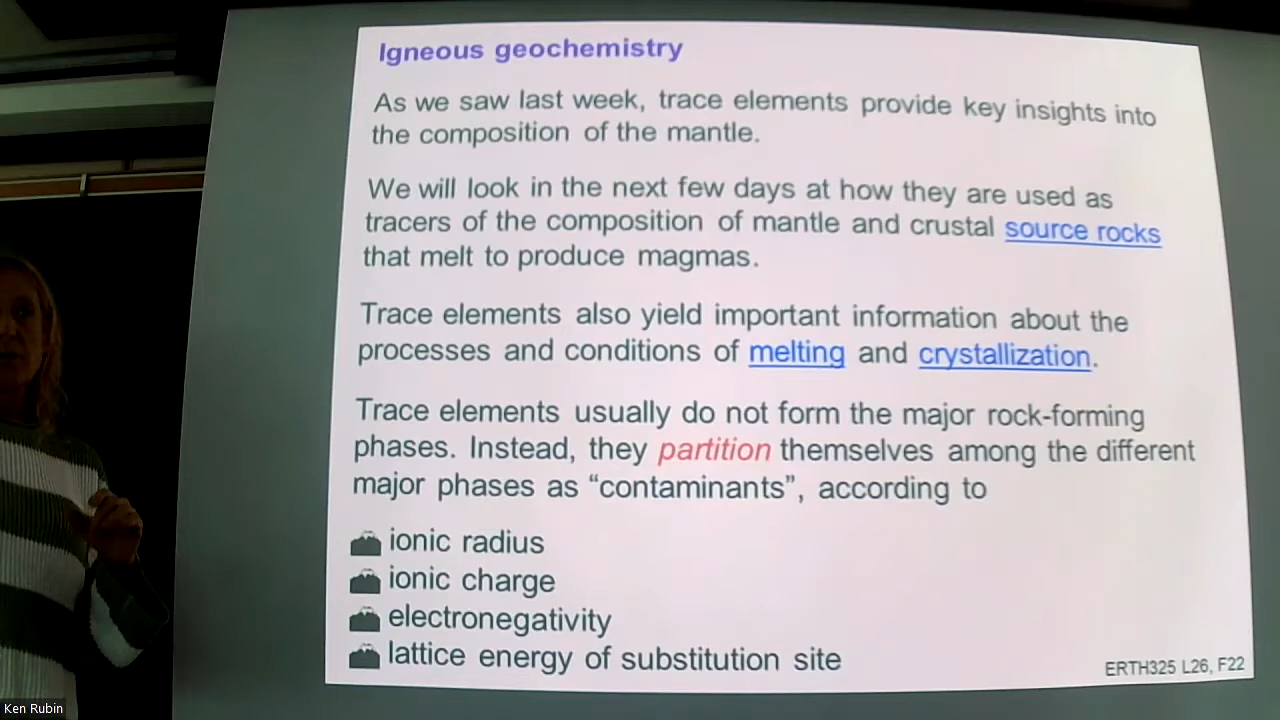 Igneous geochemistry
As we saw last week, trace elements provide key insights into
the composition of the mantle.
We will look in the next few days at how they are used as
tracers of the composition of mantle and crustal source rocks
that melt to produce magmas.
Trace elements also yield important information about the
processes and conditions of melting and crystallization.
Trace elements usually do not form the major rock-forming
phases. Instead, they partition themselves among the different
major phases as “contaminants”, according to
ionic radius
ionic charge
electronegativity
lattice energy of substitution site
ERTH325 L26, F22
Ken Rubin